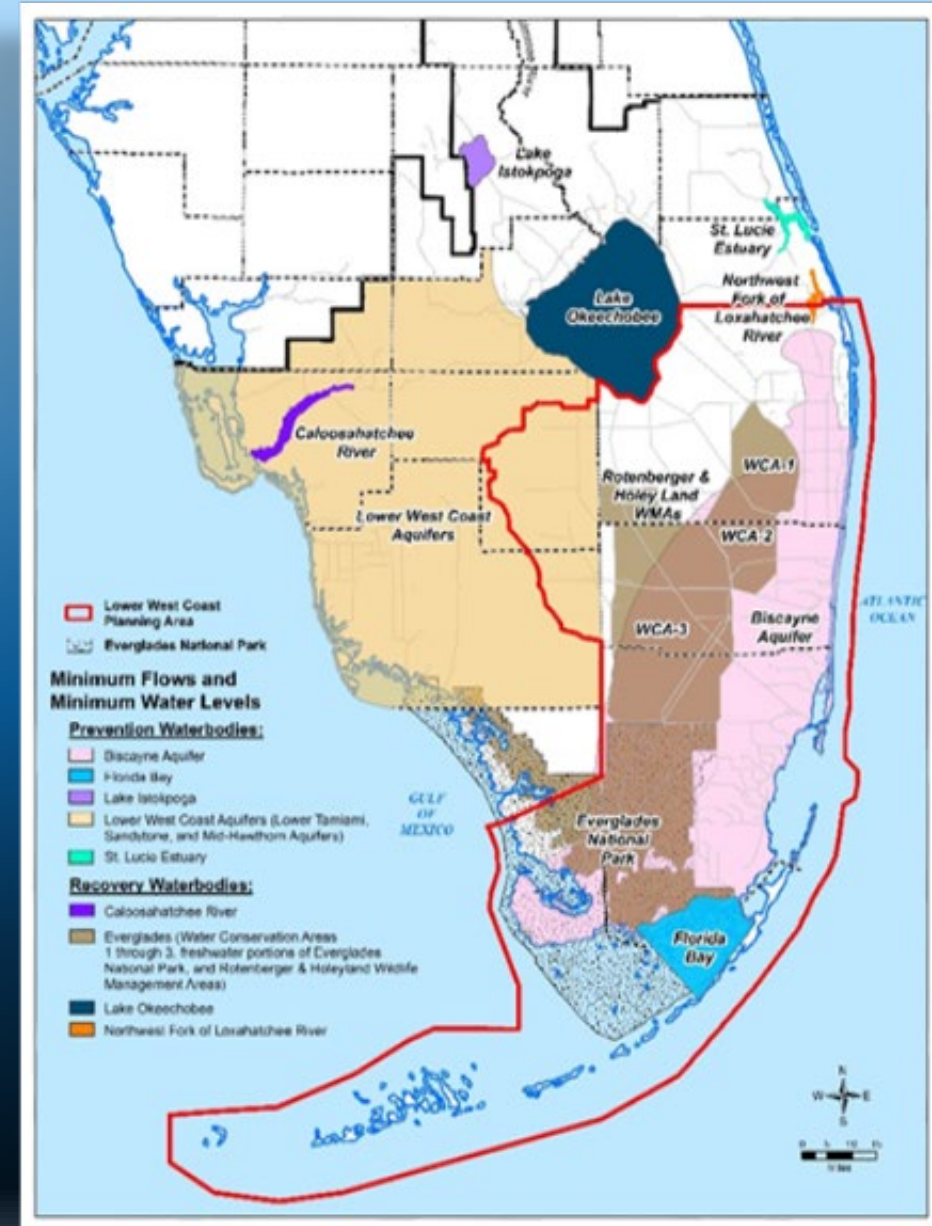 Lake
Istokpoga
St. Lucie
Estuary
Northwest
Fork of
Loxahatchee
River
Lake
Okeechobee
Caloosahatchee
River
WCA-1
Rotenberger &
Holey Land
WMAs
Lower West Coast
Aquifers
WCA-2
WCA-3
Biscayne
Aquifer
ATLANTIC
OCEAN
Lower West Coast
Planning Area
Everglades National Park
Minimum Flows and
Minimum Water Levels
Prevention Waterbodies:
Biscayne Aquifer
Florida Bay
Lake Istokpoga
Lower West Coast Aquifers (Lower Tamiami,
Sandstone, and Mid-Hawthorn Aquifers)
St. Lucie Estuary
Recovery Waterbodies:
Caloosahatchee River
Everglades (Water Conservation Areas
1 through 3, freshwater portions of Everglades
National Park, and Rotenberger & Holeyland Wildlife
Management Areas)
Lake Okeechobee
Northwest Fork of Loxahatchee River
GULF
OF
MEXICO
Everglades
National
Park
Florida
Bay
N
W E
S
0 5 10 15
Miles